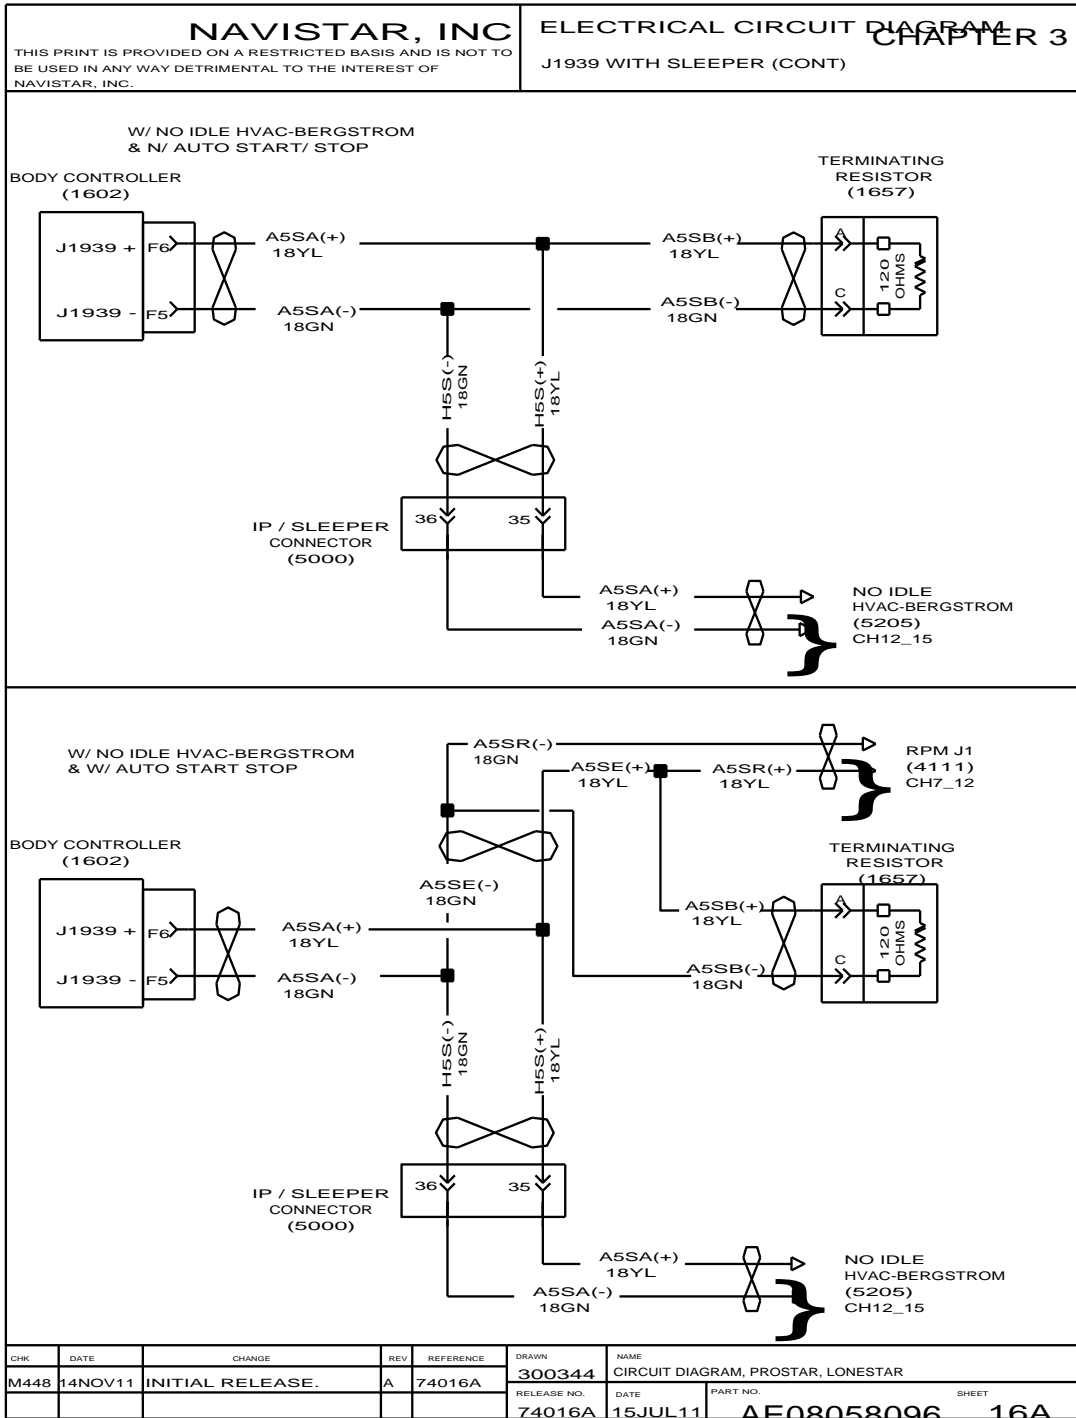 NAVISTAR, INC
THIS PRINT IS PROVIDED ON A RESTRICTED BASIS AND IS NOT TO
BE USED IN ANY WAY DETRIMENTAL TO THE INTEREST OF
NAVISTAR, INC.
ELECTRICAL CIRCUIT DIAGRAM
CHAPTER 3
J1939 WITH SLEEPER (CONT)
W/ NO IDLE HVAC-BERGSTROM
& N/ AUTO START/ STOP
BODY CONTROLLER
(1602)
TERMINATING
RESISTOR
(1657)
J1939 +
F6
A5SA(+)
18YL
A5SB(+)
18YL
A
J1939 -
F5
A5SA(-)
18GN
A5SB(-)
18GN
C
120
OHMS
H5S(-)
18GN
H5S(+)
18YL
36
35
IP / SLEEPER
CONNECTOR
(5000)
A5SA(+)
18YL
A5SA(-)
18GN
NO IDLE
HVAC-BERGSTROM
(5205)
CH12_15
W/ NO IDLE HVAC-BERGSTROM
& W/ AUTO START STOP
A5SR(-)
18GN
A5SE(+)
18YL
A5SR(+)
18YL
RPM J1
(4111)
CH7_12
BODY CONTROLLER
(1602)
TERMINATING
RESISTOR
(1657)
A5SE(-)
18GN
J1939 +
F6
A5SA(+)
18YL
A5SB(+)
18YL
A
J1939 -
F5
A5SA(-)
18GN
A5SB(-)
18GN
C
120
OHMS
H5S(-)
18GN
H5S(+)
18YL
36
35
IP / SLEEPER
CONNECTOR
(5000)
A5SA(+)
18YL
A5SA(-)
18GN
NO IDLE
HVAC-BERGSTROM
(5205)
CH12_15
CHK DATE CHANGE REV REFERENCE
M448 14NOV11 INITIAL RELEASE. A 74016A
DRAWN
300344
NAME
CIRCUIT DIAGRAM, PROSTAR, LONESTAR
RELEASE NO.
74016A
DATE
15JUL11
PART NO.
AE08058096
SHEET
16A